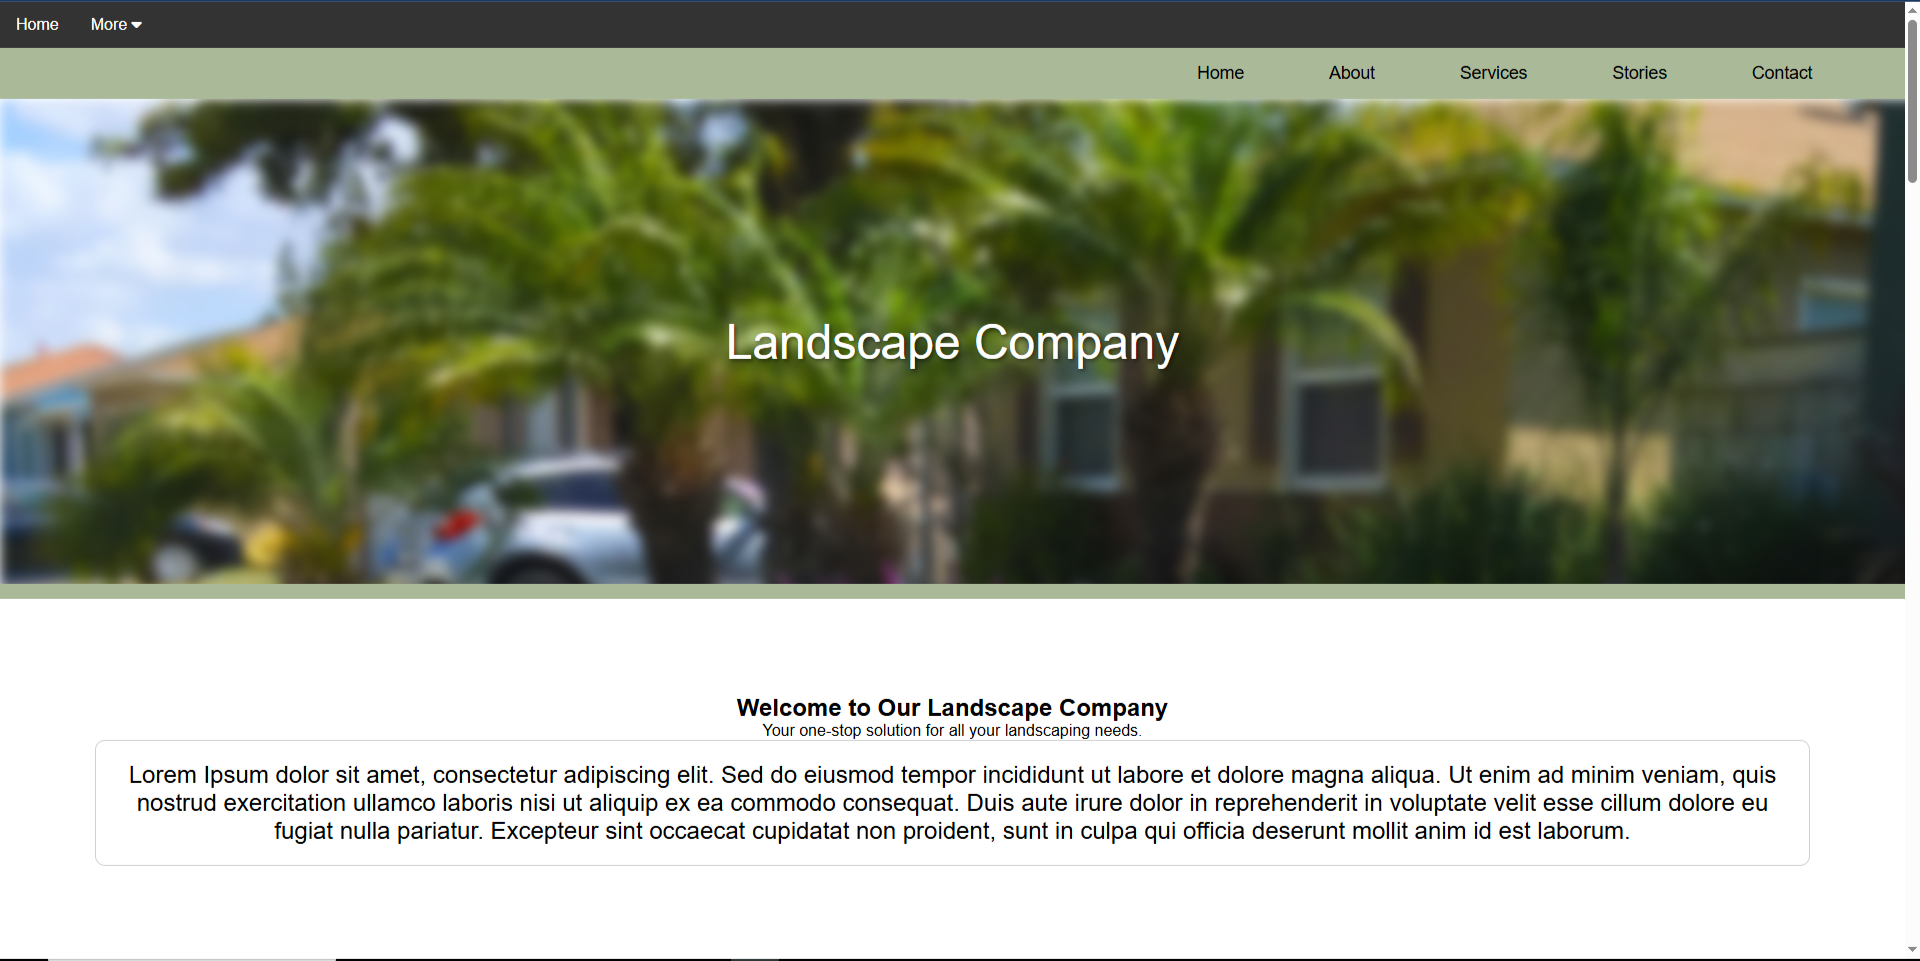 Home More
Home About Services Stories Contact
Landscape Company
Welcome to Our Landscape Company
Your one-stop solution for all your landscaping needs.
Lorem Ipsum dolor sit amet, consectetur adipiscing elit. Sed do eiusmod tempor incididunt ut labore et dolore magna aliqua. Ut enim ad minim veniam, quis
nostrud exercitation ullamco laboris nisi ut aliquip ex ea commodo consequat. Duis aute irure dolor in reprehenderit in voluptate velit esse cillum dolore eu
fugiat nulla pariatur. Excepteur sint occaecat cupidatat non proident, sunt in culpa qui officia deserunt mollit anim id est laborum.